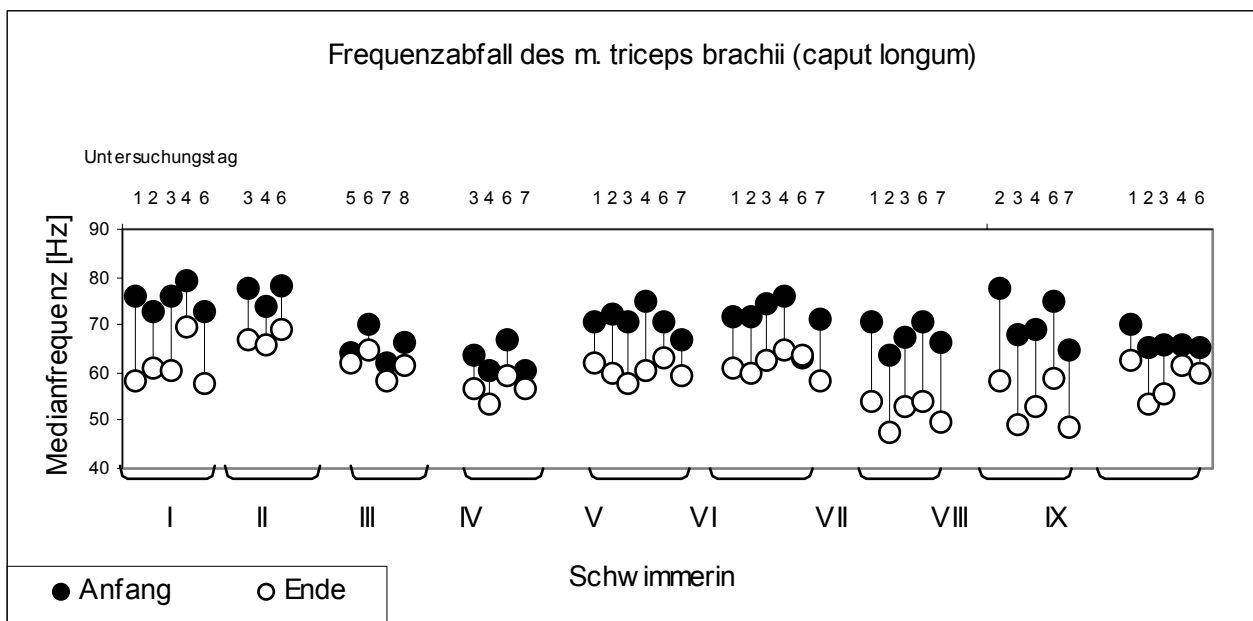 Frequenzabfall des m. triceps brachii (caput longum)
Untersuchungstag
1 2 3 4 6 3 4 6 5 6 7 8 3 4 6 7 1 2 3 4 6 7 1 2 3 4 6 7 1 2 3 6 7 2 3 4 6 7 1 2 3 4 6
Medianfrequenz [Hz]
90
80
70
60
50
40
I II III IV V VI VII VIII IX
Schwimmerin
Anfang Ende